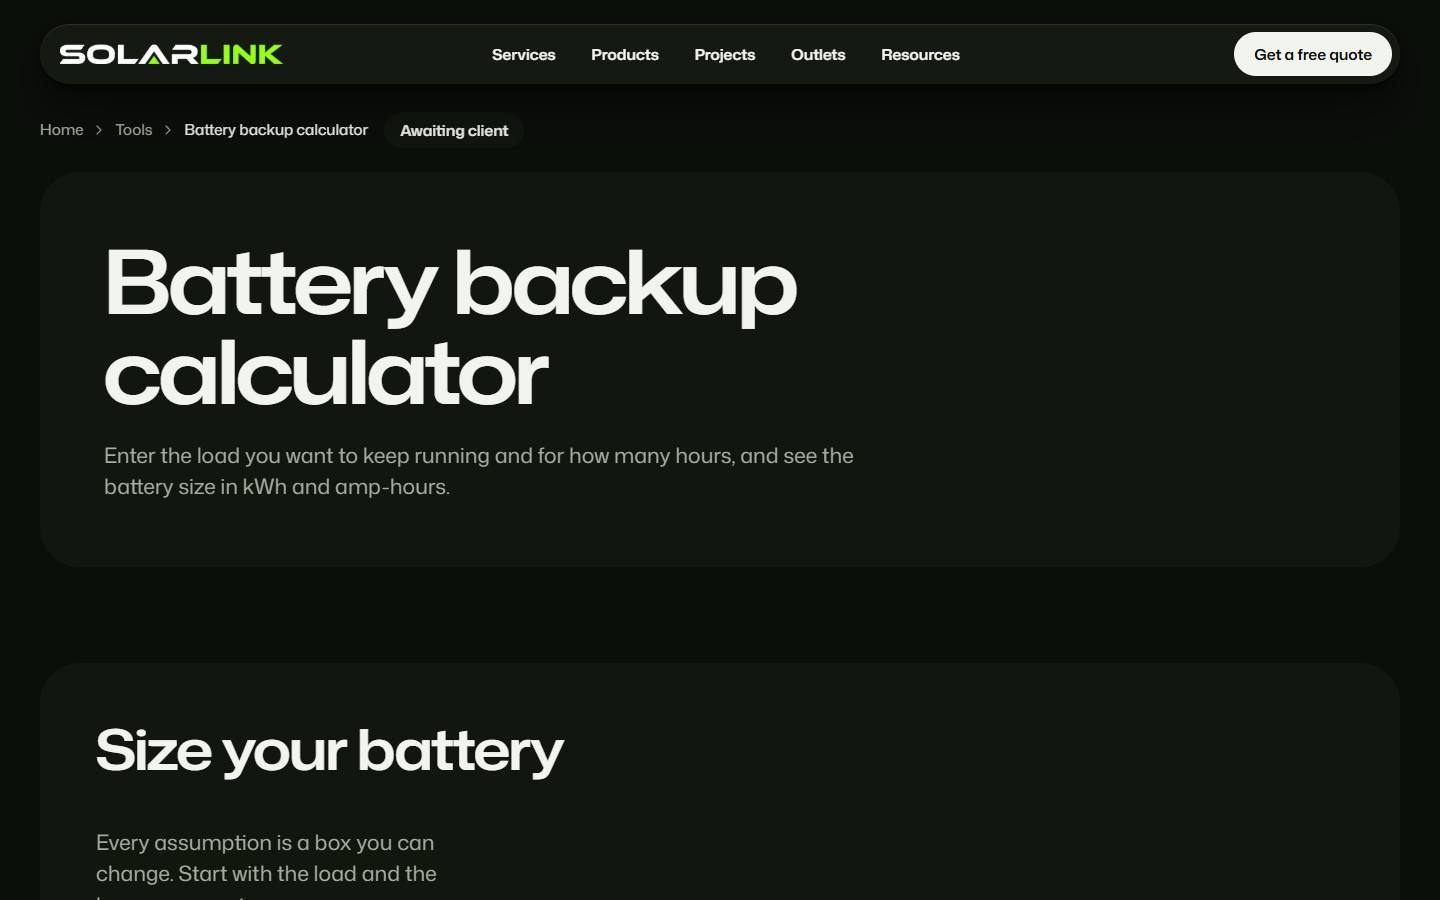 SOLARLINK
Services
Products
Projects
Outlets
Resources
Get a free quote
Home
Tools
Battery backup calculator
Awaiting client
Battery backup
calculator
Enter the load you want to keep running and for how many hours, and see the
battery size in kWh and amp-hours.
Size your battery
Every assumption is a box you can
change. Start with the load and the